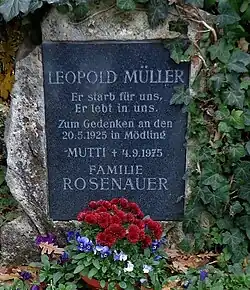 LEOPOLD MÜLLER
Er starb für uns,
Er lebt in uns.
Zum Gedenken an den
20.5.1925 in Mödling
"MUTTI" + 4.9.1975
FAMILIE
ROSENAUER